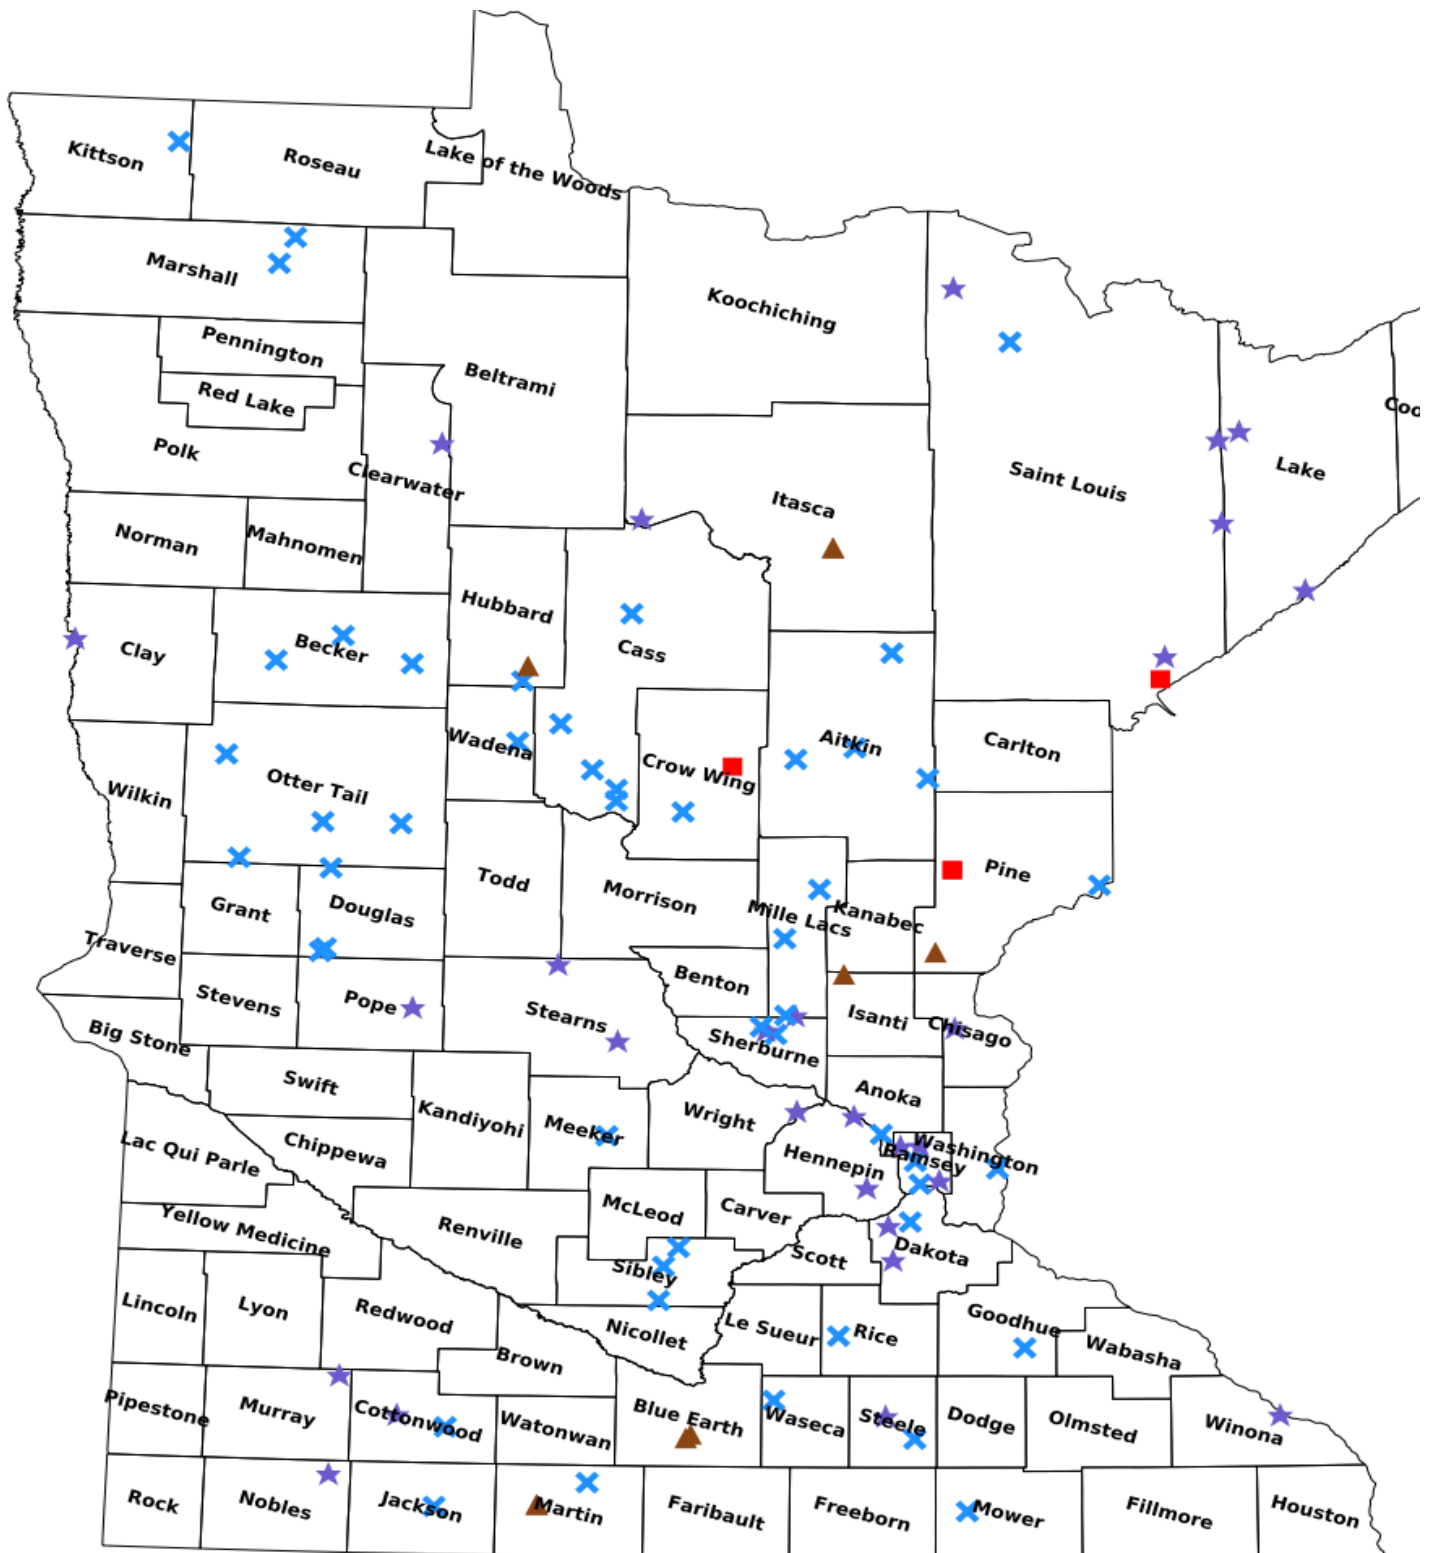 Kittson
Roseau
Lake of the Woods
Marshall
Koochiching
Pennington
Beltrami
Red Lake
Coo
Polk
Clearwater
Saint Louis
Lake
Itasca
Norman
Mahnomen
Hubbard
Clay
Becker
Cass
Wadena
Aitkin
Carlton
Crow Wing
Otter Tail
Wilkin
Todd
Pine
Morrison
Grant
Douglas
Mille Lacs
Kanabec
Traverse
Benton
Stevens
Pope
Stearns
Isanti
Chisago
Big Stone
Sherburne
Swift
Anoka
Kandiyohi
Wright
Meeker
Lac Qui Parle
Chippewa
Hennepin
Washington
Ramsey
McLeod
Carver
Yellow Medicine
Renville
Scott
Dakota
Sibley
Lincoln
Lyon
Redwood
Nicollet
Le Sueur
Rice
Goodhue
Wabasha
Brown
Pipestone
Murray
Cottonwood
Watonwan
Blue Earth
Waseca
Steele
Dodge
Olmsted
Winona
Rock
Nobles
Jackson
Martin
Faribault
Freeborn
Mower
Fillmore
Houston